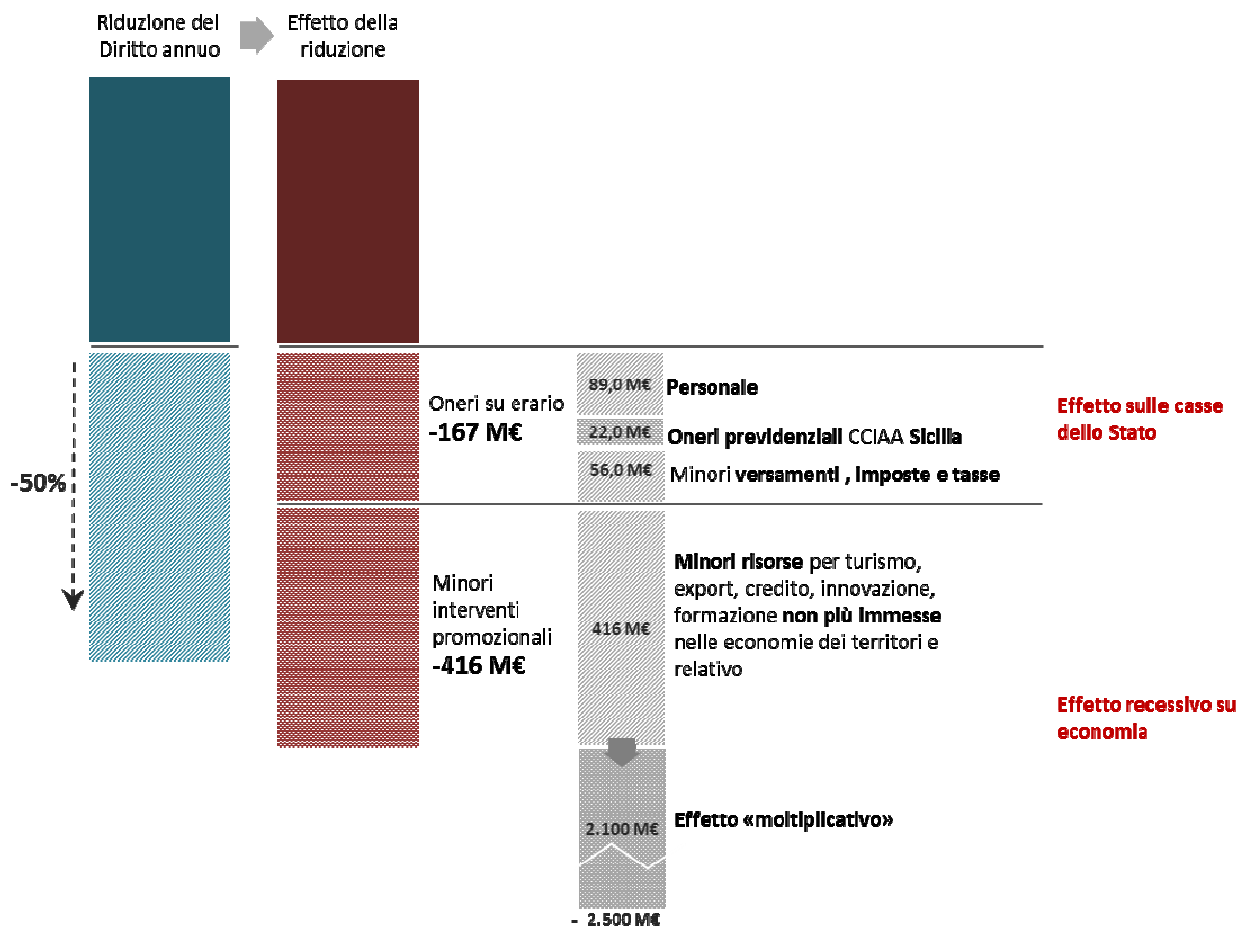 Riduzione del
Diritto annuo
Effetto della
riduzione
-50%
Oneri su erario
-167 M€
89,0 M€
Personale
22,0 M€
Oneri previdenziali CCIAA Sicilia
56,0 M€
Minori versamenti , imposte e tasse
Effetto sulle casse
dello Stato
Minori
interventi
promozionali
-416 M€
416 M€
Minori risorse per turismo,
export, credito, innovazione,
formazione non più immesse
nelle economie dei territori e
relativo
Effetto recessivo su
economia
2.100 M€
Effetto «moltiplicativo»
- 2.500 M€